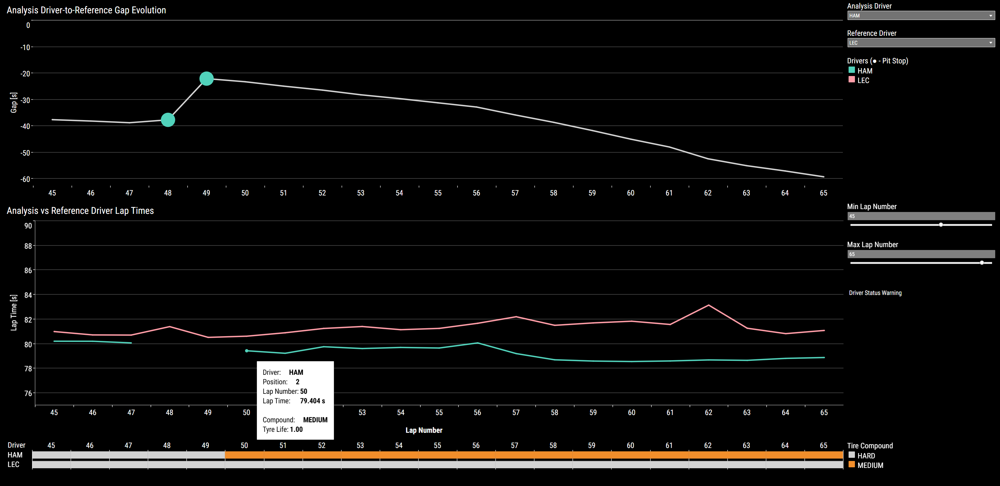 Analysis Driver-to-Reference Gap Evolution
0
-10
-20
-30
-40
-50
-60
Gap [s]
45 46 47 48 49 50 51 52 53 54 55 56 57 58 59 60 61 62 63 64 65
Analysis Driver
HAM
Reference Driver
LEC
Drivers (● - Pit Stop)
HAM
LEC
Analysis vs Reference Driver Lap Times
90
88
86
84
82
80
78
76
Lap Time [s]
Driver: HAM
Position: 2
Lap Number: 50
Lap Time: 79.404 s
Compound: MEDIUM
Tyre Life: 1.00
45 46 47 48 49 50 53 54 55 56 57 58 59 60 61 62 63 64 65
Lap Number
Min Lap Number
45
Max Lap Number
65
Driver Status Warning
Driver 45 46 47 48 49 50 51 52 53 54 55 56 57 58 59 60 61 62 63 64 65
HAM
LEC
Tire Compound
HARD
MEDIUM